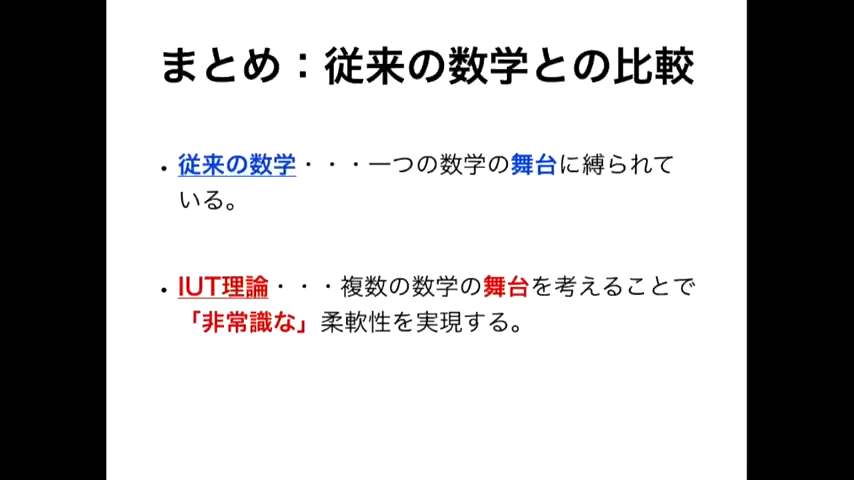 まとめ：従来の数学との比較
・従来の数学・・・一つの数学の舞台に縛られて
いる。
・IUT理論・・・複数の数学の舞台を考えることで
「非常識な」柔軟性を実現する。